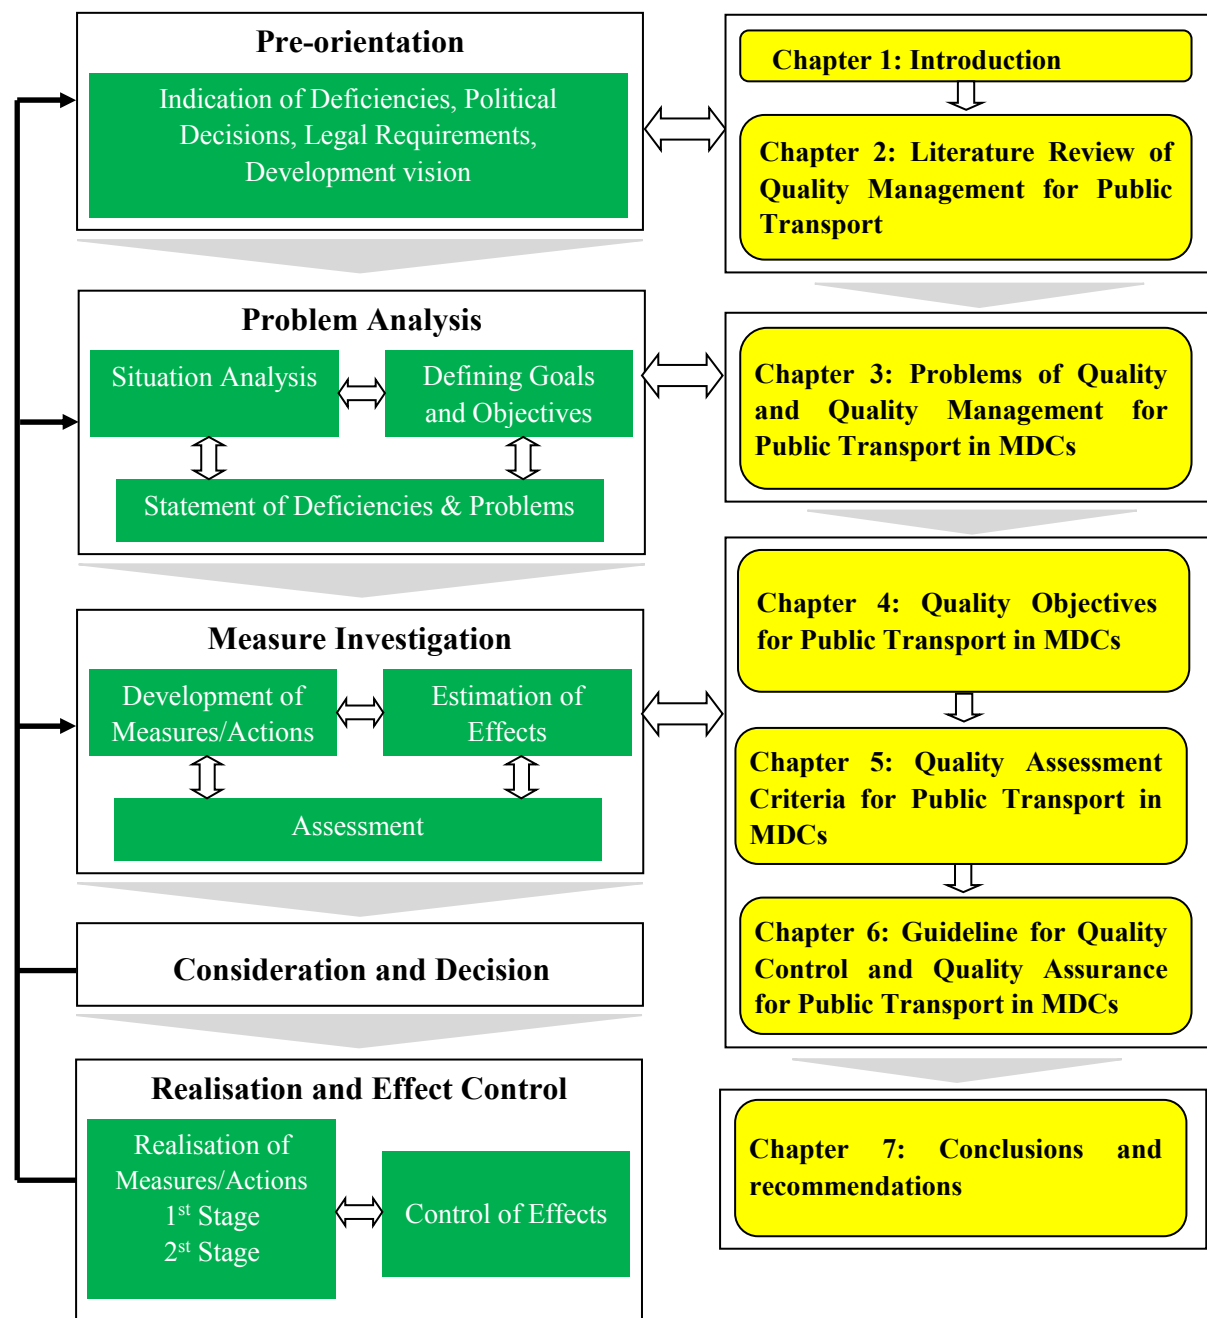 Pre-orientation
Indication of Deficiencies, Political
Decisions, Legal Requirements,
Development vision
Problem Analysis
Situation Analysis
Defining Goals
and Objectives
Statement of Deficiencies & Problems
Measure Investigation
Development of
Measures/Actions
Estimation of
Effects
Assessment
Consideration and Decision
Realisation and Effect Control
Realisation of
Measures/Actions
1st Stage
2st Stage
Control of Effects
Chapter 1: Introduction
Chapter 2: Literature Review of
Quality Management for Public
Transport
Chapter 3: Problems of Quality
and Quality Management for
Public Transport in MDCs
Chapter 4: Quality Objectives
for Public Transport in MDCs
Chapter 5: Quality Assessment
Criteria for Public Transport in
MDCs
Chapter 6: Guideline for Quality
Control and Quality Assurance
for Public Transport in MDCs
Chapter 7: Conclusions and
recommendations